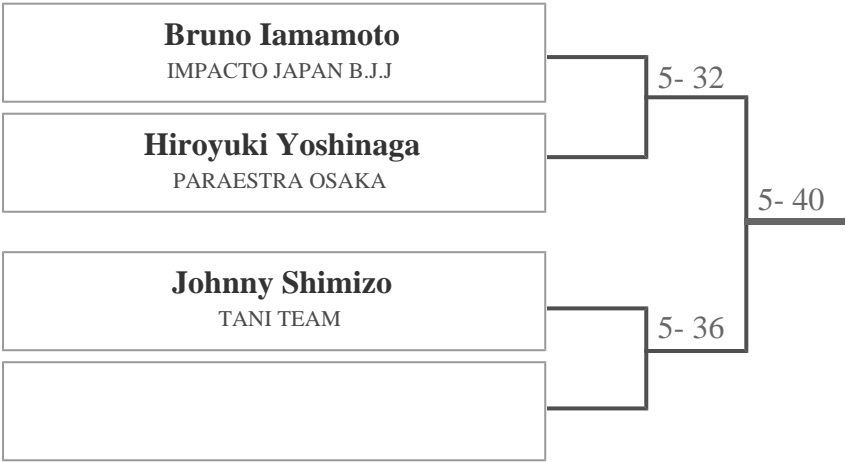 Bruno Iamamoto
IMPACTO JAPAN B.J.J
5- 32
Hiroyuki Yoshinaga
PARAESTRA OSAKA
5- 40
Johnny Shimizo
TANI TEAM
5- 36